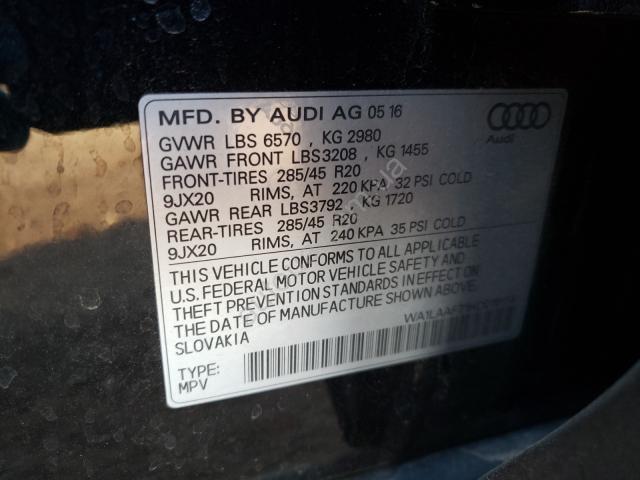 MFD. BY AUDI AG 05 16
Audi
GVWR LBS 6570 , KG 2980
GAWR FRONT LBS3208 , KG 1455
FRONT-TIRES 285/45 R20
9JX20 RIMS, AT 220 KPA 32 PSI COLD
GAWR REAR LBS3792 , KG 1720
REAR-TIRES 285/45 R20
9JX20 RIMS, AT 240 KPA 35 PSI COLD
THIS VEHICLE CONFORMS TO ALL APPLICABLE
U.S. FEDERAL MOTOR VEHICLE SAFETY AND
THEFT PREVENTION STANDARDS IN EFFECT ON
THE DATE OF MANUFACTURE SHOWN ABOVE.
SLOVAKIA
TYPE:
MPV